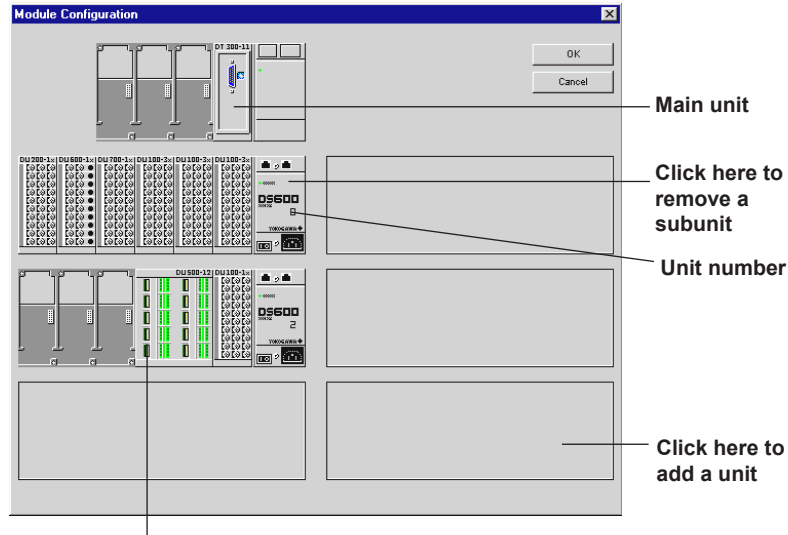 Module Configuration
DT 300-11
OK
Cancel
Main unit
DU200-1x DU600-1x DU700-1x DU100-3x DU100-3x DU100-3x
DS600
YOKOGAWA
Click here to
remove a
subunit
Unit number
DU500-12 DU100-1x
DS600
2
YOKOGAWA
Click here to
add a unit